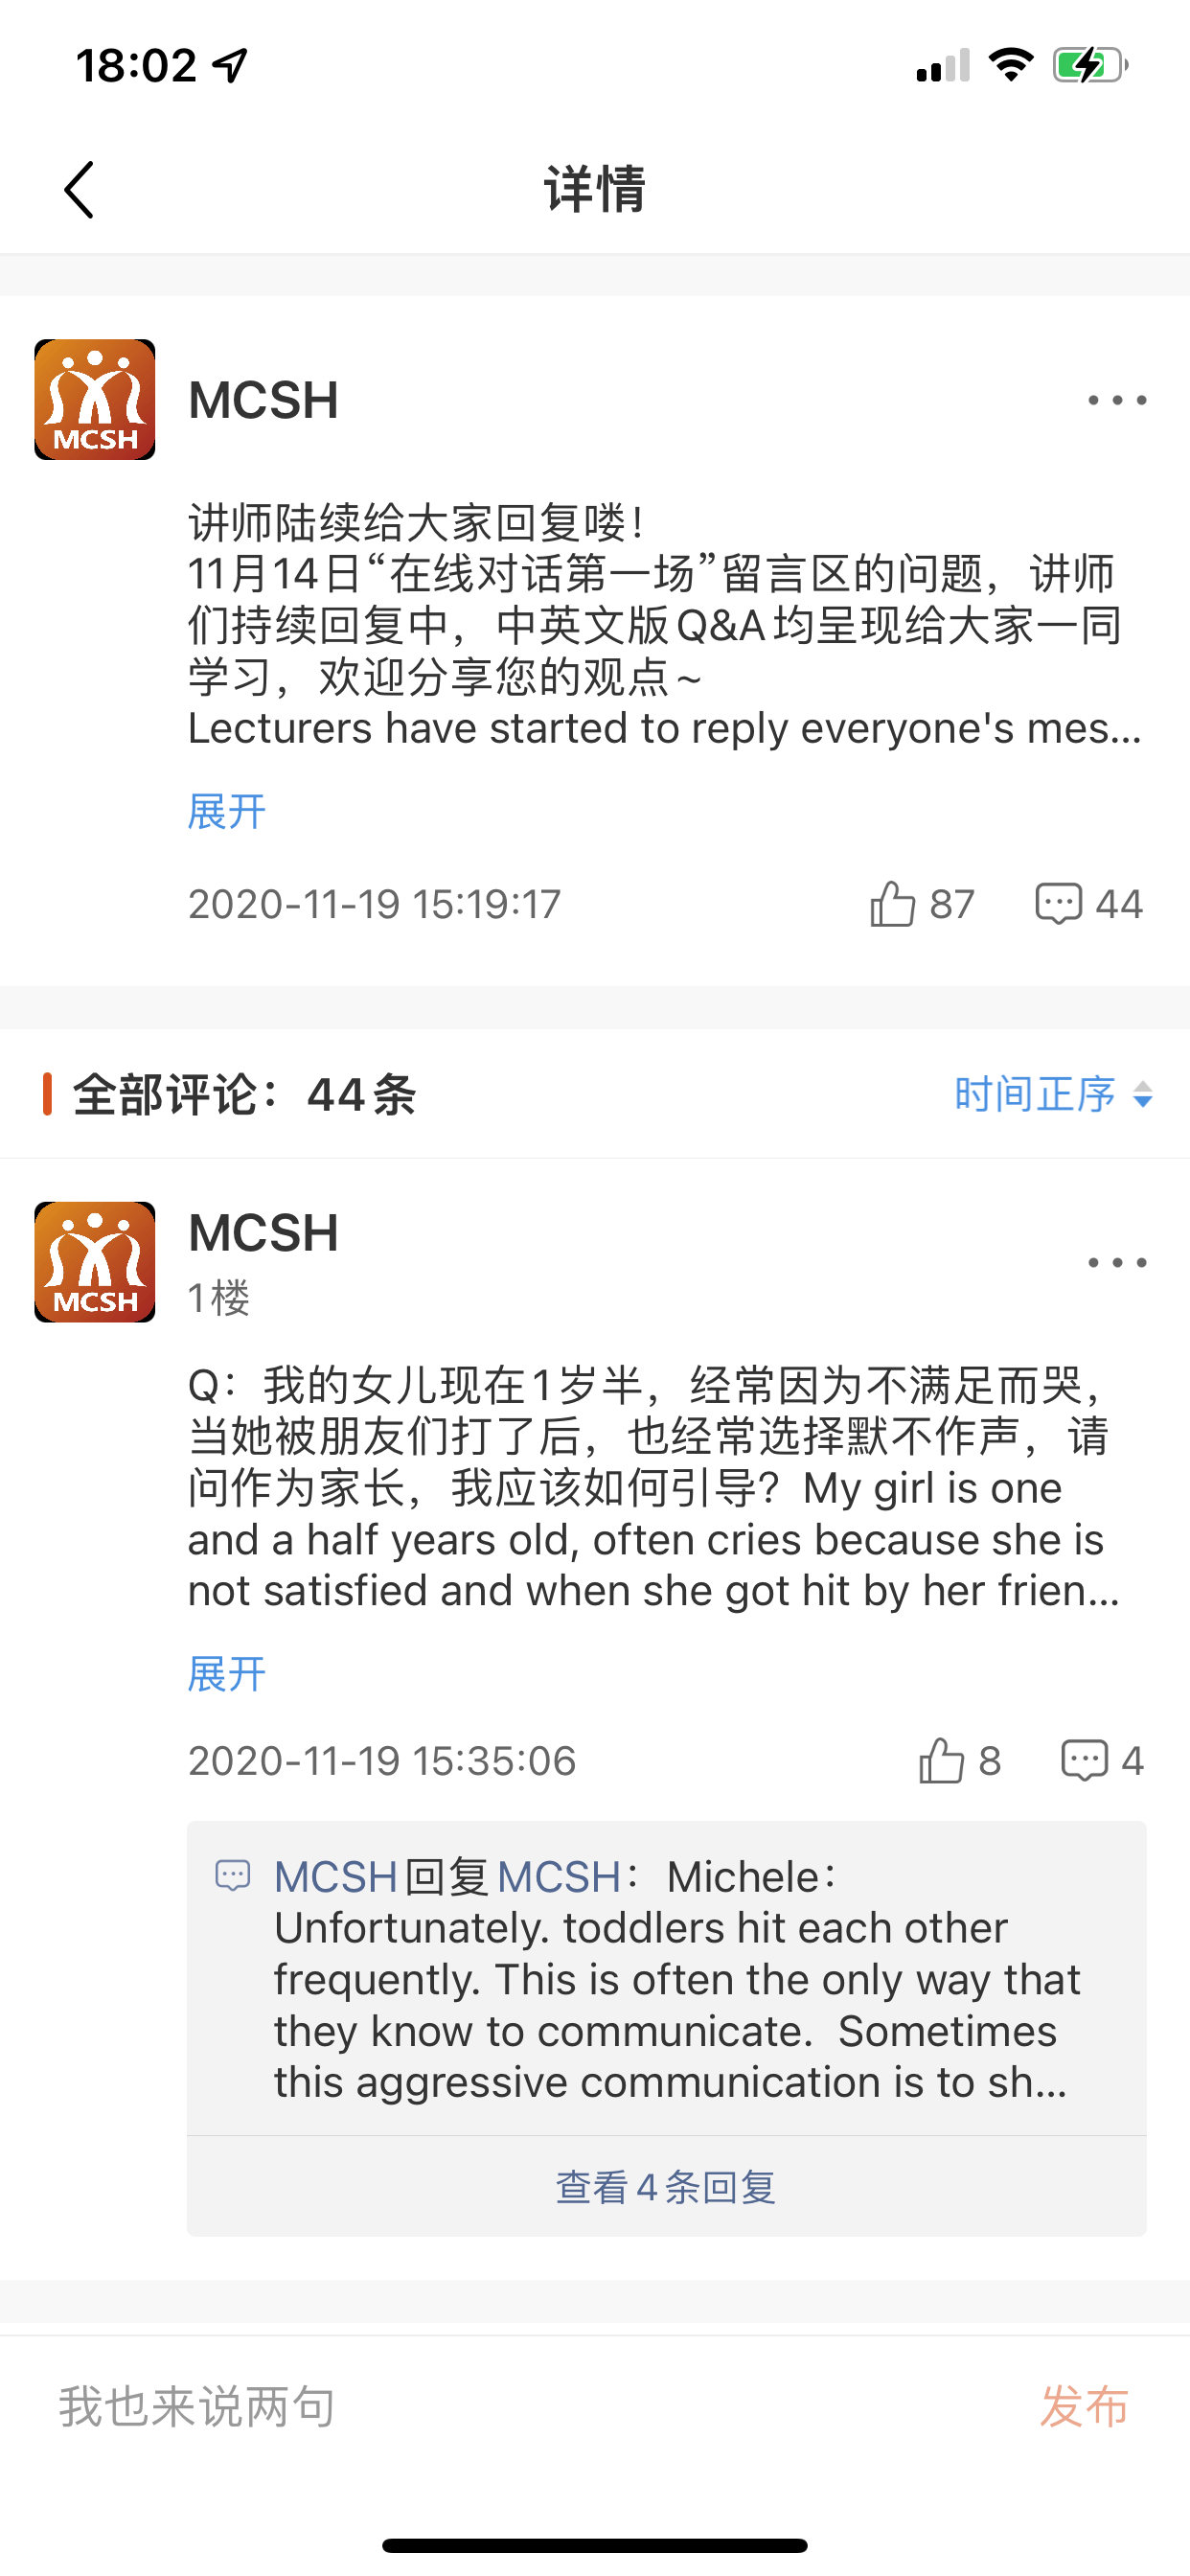 18:02
详情
MCSH
MCSH
讲师陆续给大家回复喽！
11月14日“在线对话第一场”留言区的问题，讲师
们持续回复中，中英文版Q&A均呈现给大家一同
学习，欢迎分享您的观点~
Lecturers have started to reply everyone's mes...
展开
2020-11-19 15:19:17
87
44
全部评论：44条
时间正序
MCSH
MCSH
1楼
Q：我的女儿现在1岁半，经常因为不满足而哭，
当她被朋友们打了后，也经常选择默不作声，请
问作为家长，我应该如何引导？My girl is one
and a half years old, often cries because she is
not satisfied and when she got hit by her frien...
展开
2020-11-19 15:35:06
8
4
MCSH回复MCSH：Michele：
Unfortunately. toddlers hit each other
frequently. This is often the only way that
they know to communicate.  Sometimes
this aggressive communication is to sh...
查看4条回复
我也来说两句
发布